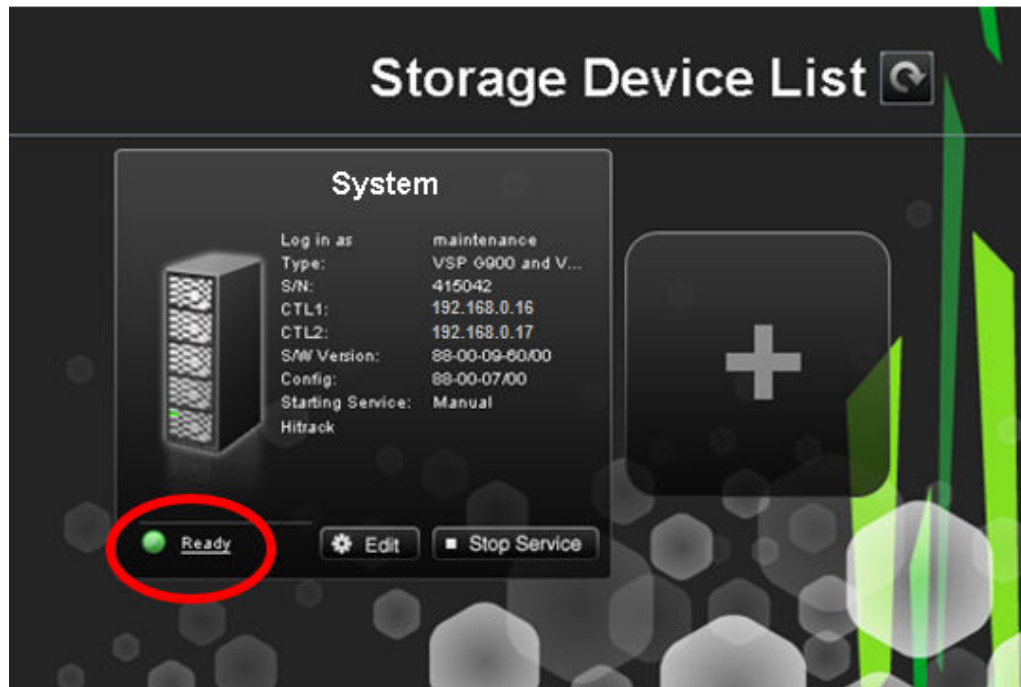 Storage Device List
System
Log in as maintenance
Type: VSP G900 and V...
S/N: 415042
CTL1: 192.168.0.16
CTL2: 192.168.0.17
S/W Version: 88-00-09-60/00
Config: 88-00-07/00
Starting Service: Manual
Hitrack
Ready Edit Stop Service